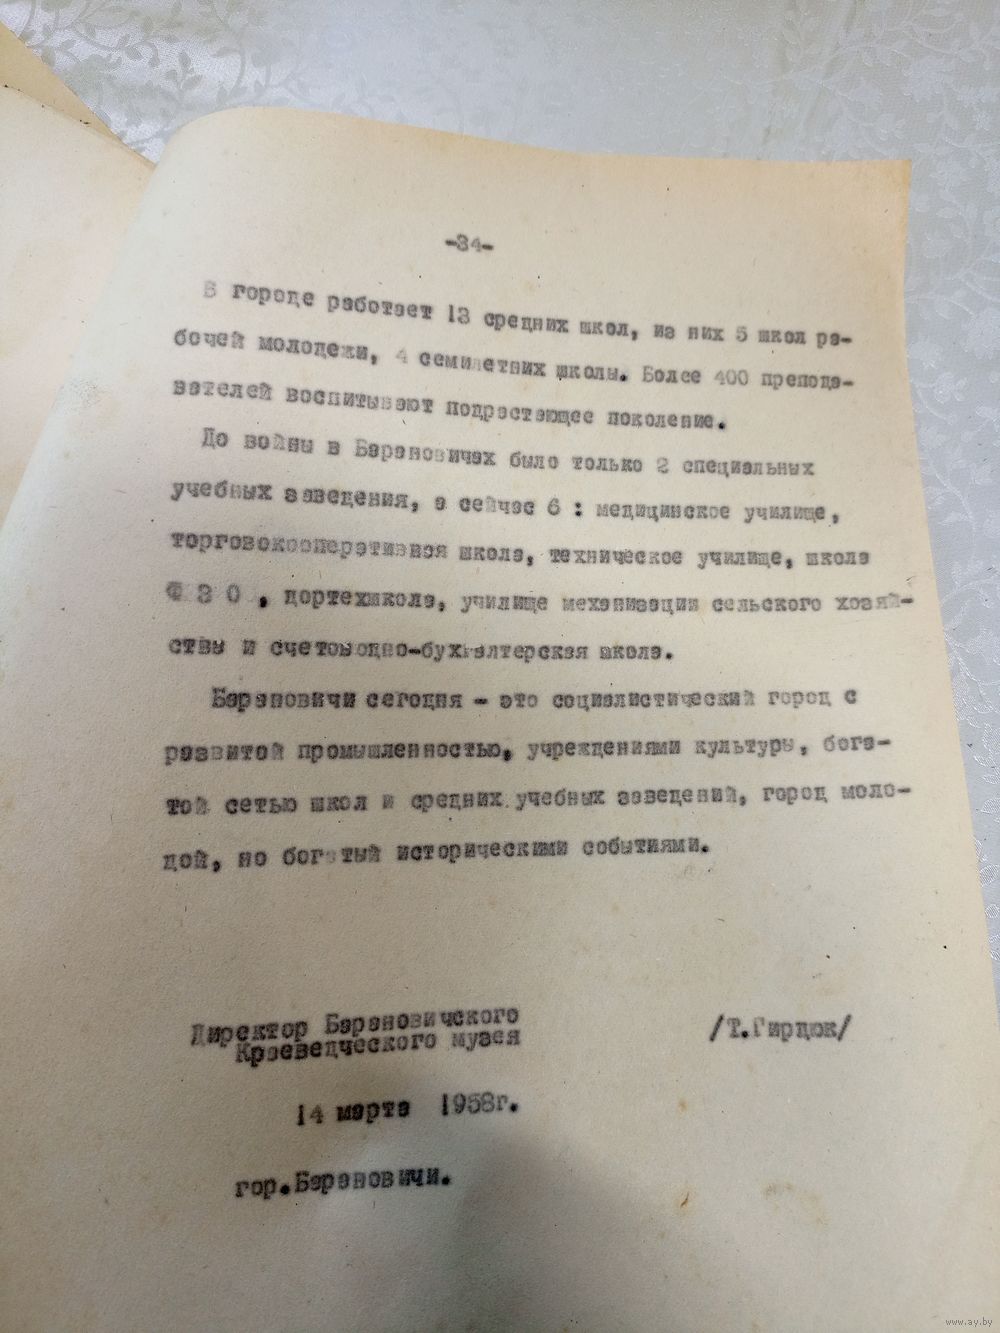 -34-
В городе работает 13 средних школ, из них 5 школ ра-
бочей молодежи, 4 семилетних школы. Более 400 препода-
вателей воспитывают подрастающее поколение.
До войны в Барановичах было только 2 специальных
учебных заведения, а сейчас 6 : медицинское училище,
торговокооперативная школа, техническое училище, школа
Ф З О , дортехшкола, училище механизации сельского хозяй-
ства и счетоводно-бухгалтерская школа.
Барановичи сегодня - это социалистический город с
развитой промышленностью, учреждениями культуры, бога-
той сетью школ и средних учебных заведений, город моло-
дой, но богатый историческими событиями.
Директор Барановичского
Краеведческого музея
/Т.Гирдюк/
14 марта 1958г.
гор.Барановичи.
www.ay.by